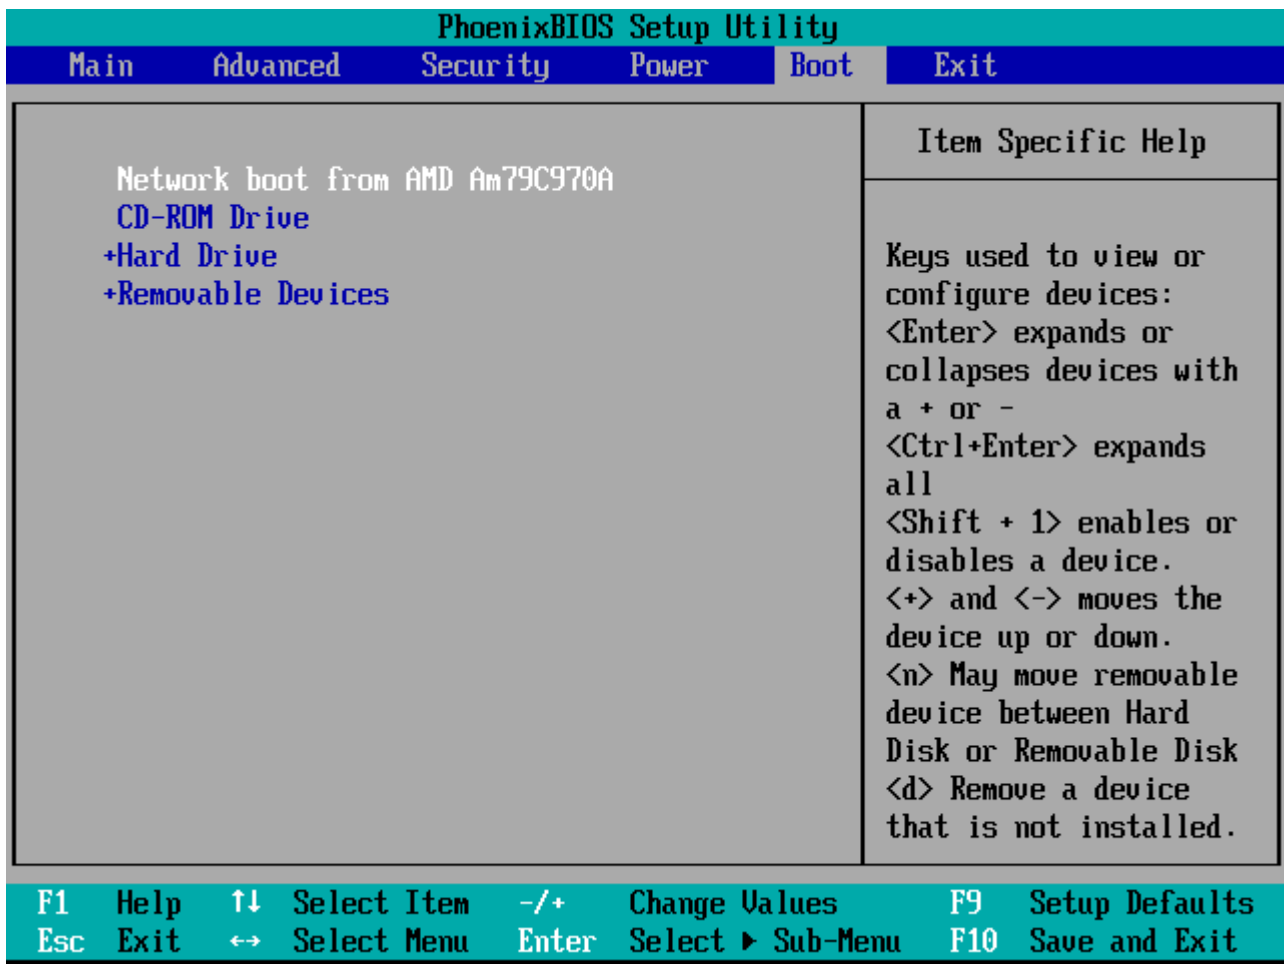 PhoenixBIOS Setup Utility
Main Advanced Security Power Boot Exit
Network boot from AMD Am79C970A
CD-ROM Drive
+Hard Drive
+Removable Devices
Item Specific Help
Keys used to view or
configure devices:
<Enter> expands or
collapses devices with
a + or -
<Ctrl+Enter> expands
all
<Shift + 1> enables or
disables a device.
<+> and <-> moves the
device up or down.
<n> May move removable
device between Hard
Disk or Removable Disk
<d> Remove a device
that is not installed.
F1 Help ↑↓ Select Item -/+ Change Values F9 Setup Defaults
Esc Exit ↔ Select Menu Enter Select ▶ Sub-Menu F10 Save and Exit